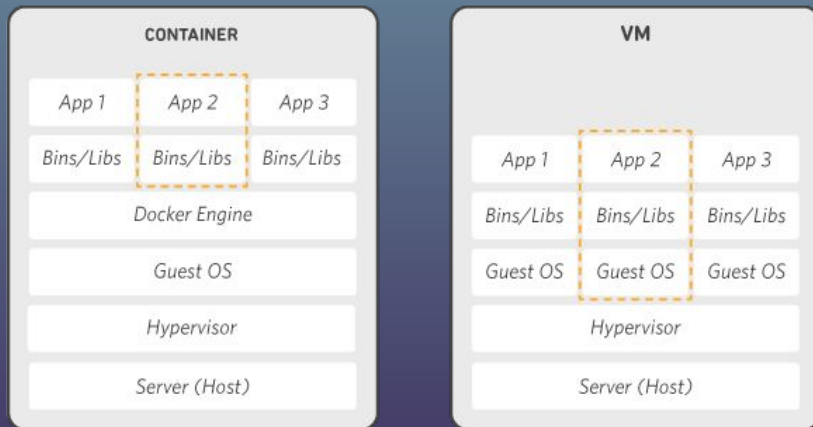 CONTAINER
App 1 App 2 App 3
Bins/Libs Bins/Libs Bins/Libs
Docker Engine
Guest OS
Hypervisor
Server (Host)
VM
App 1 App 2 App 3
Bins/Libs Bins/Libs Bins/Libs
Guest OS Guest OS Guest OS
Hypervisor
Server (Host)